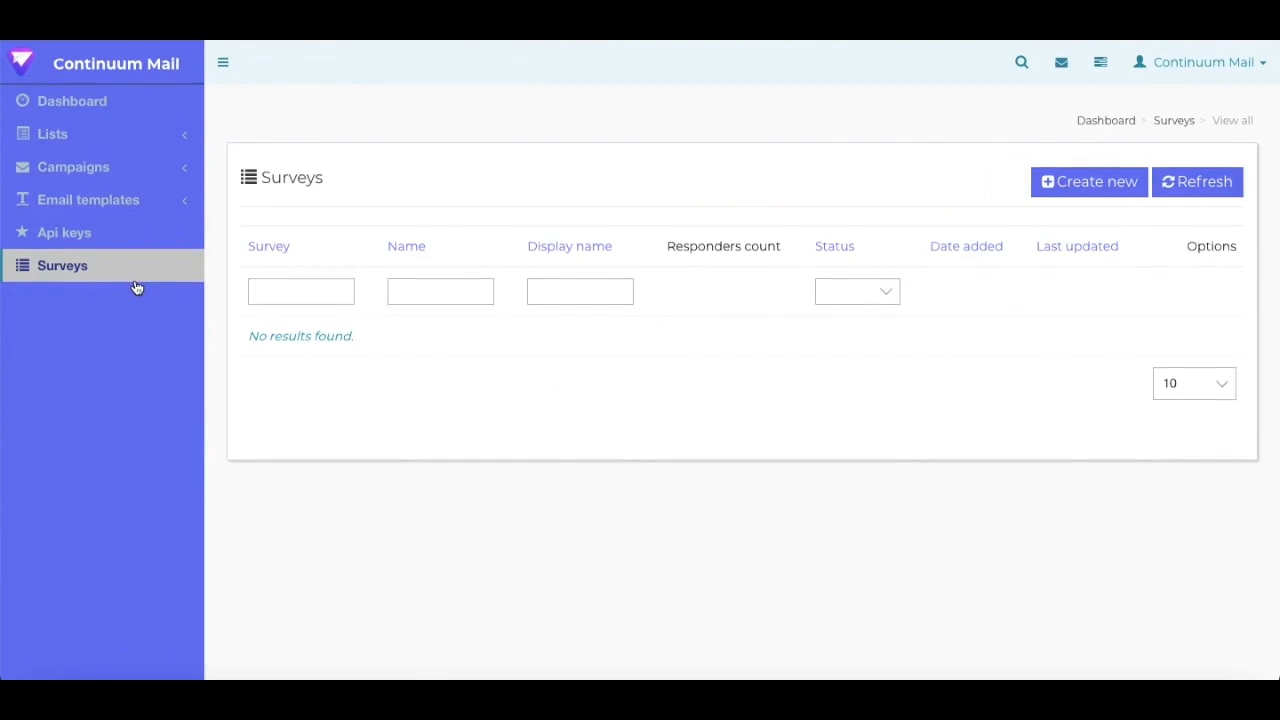 Continuum Mail
Continuum Mail
Dashboard
Lists
Campaigns
Email templates
Api keys
Surveys
Dashboard > Surveys > View all
Surveys
Create new
Refresh
Survey Name Display name Responders count Status Date added Last updated Options
No results found.
10